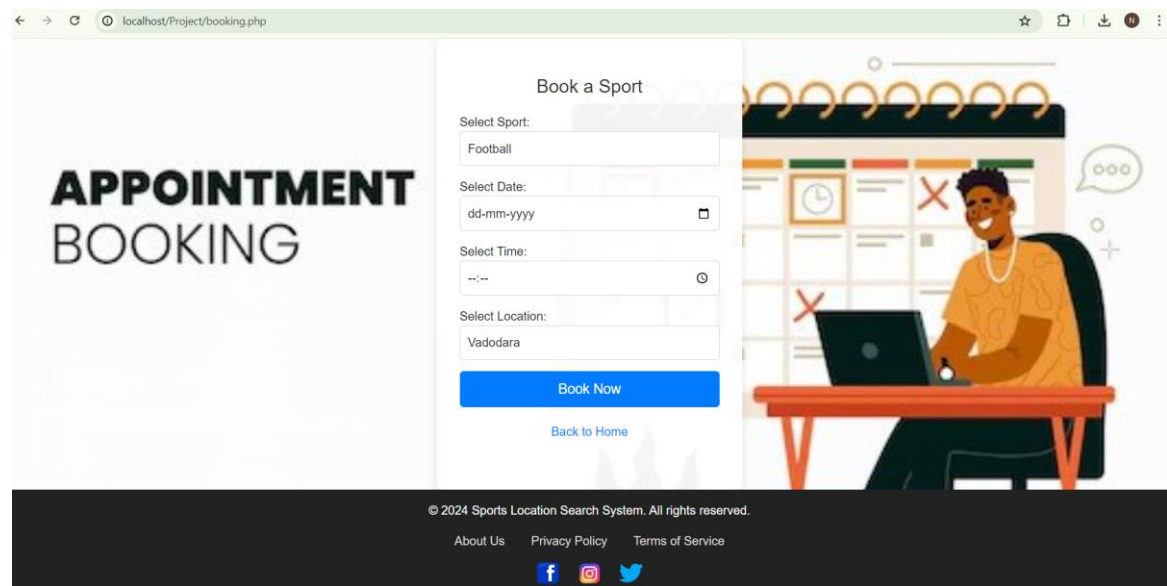 localhost/Project/booking.php
N
APPOINTMENT
BOOKING
Book a Sport
Select Sport:
Football
Select Date:
dd-mm-yyyy
Select Time:
--:--
Select Location:
Vadodara
Book Now
Back to Home
© 2024 Sports Location Search System. All rights reserved.
About Us Privacy Policy Terms of Service